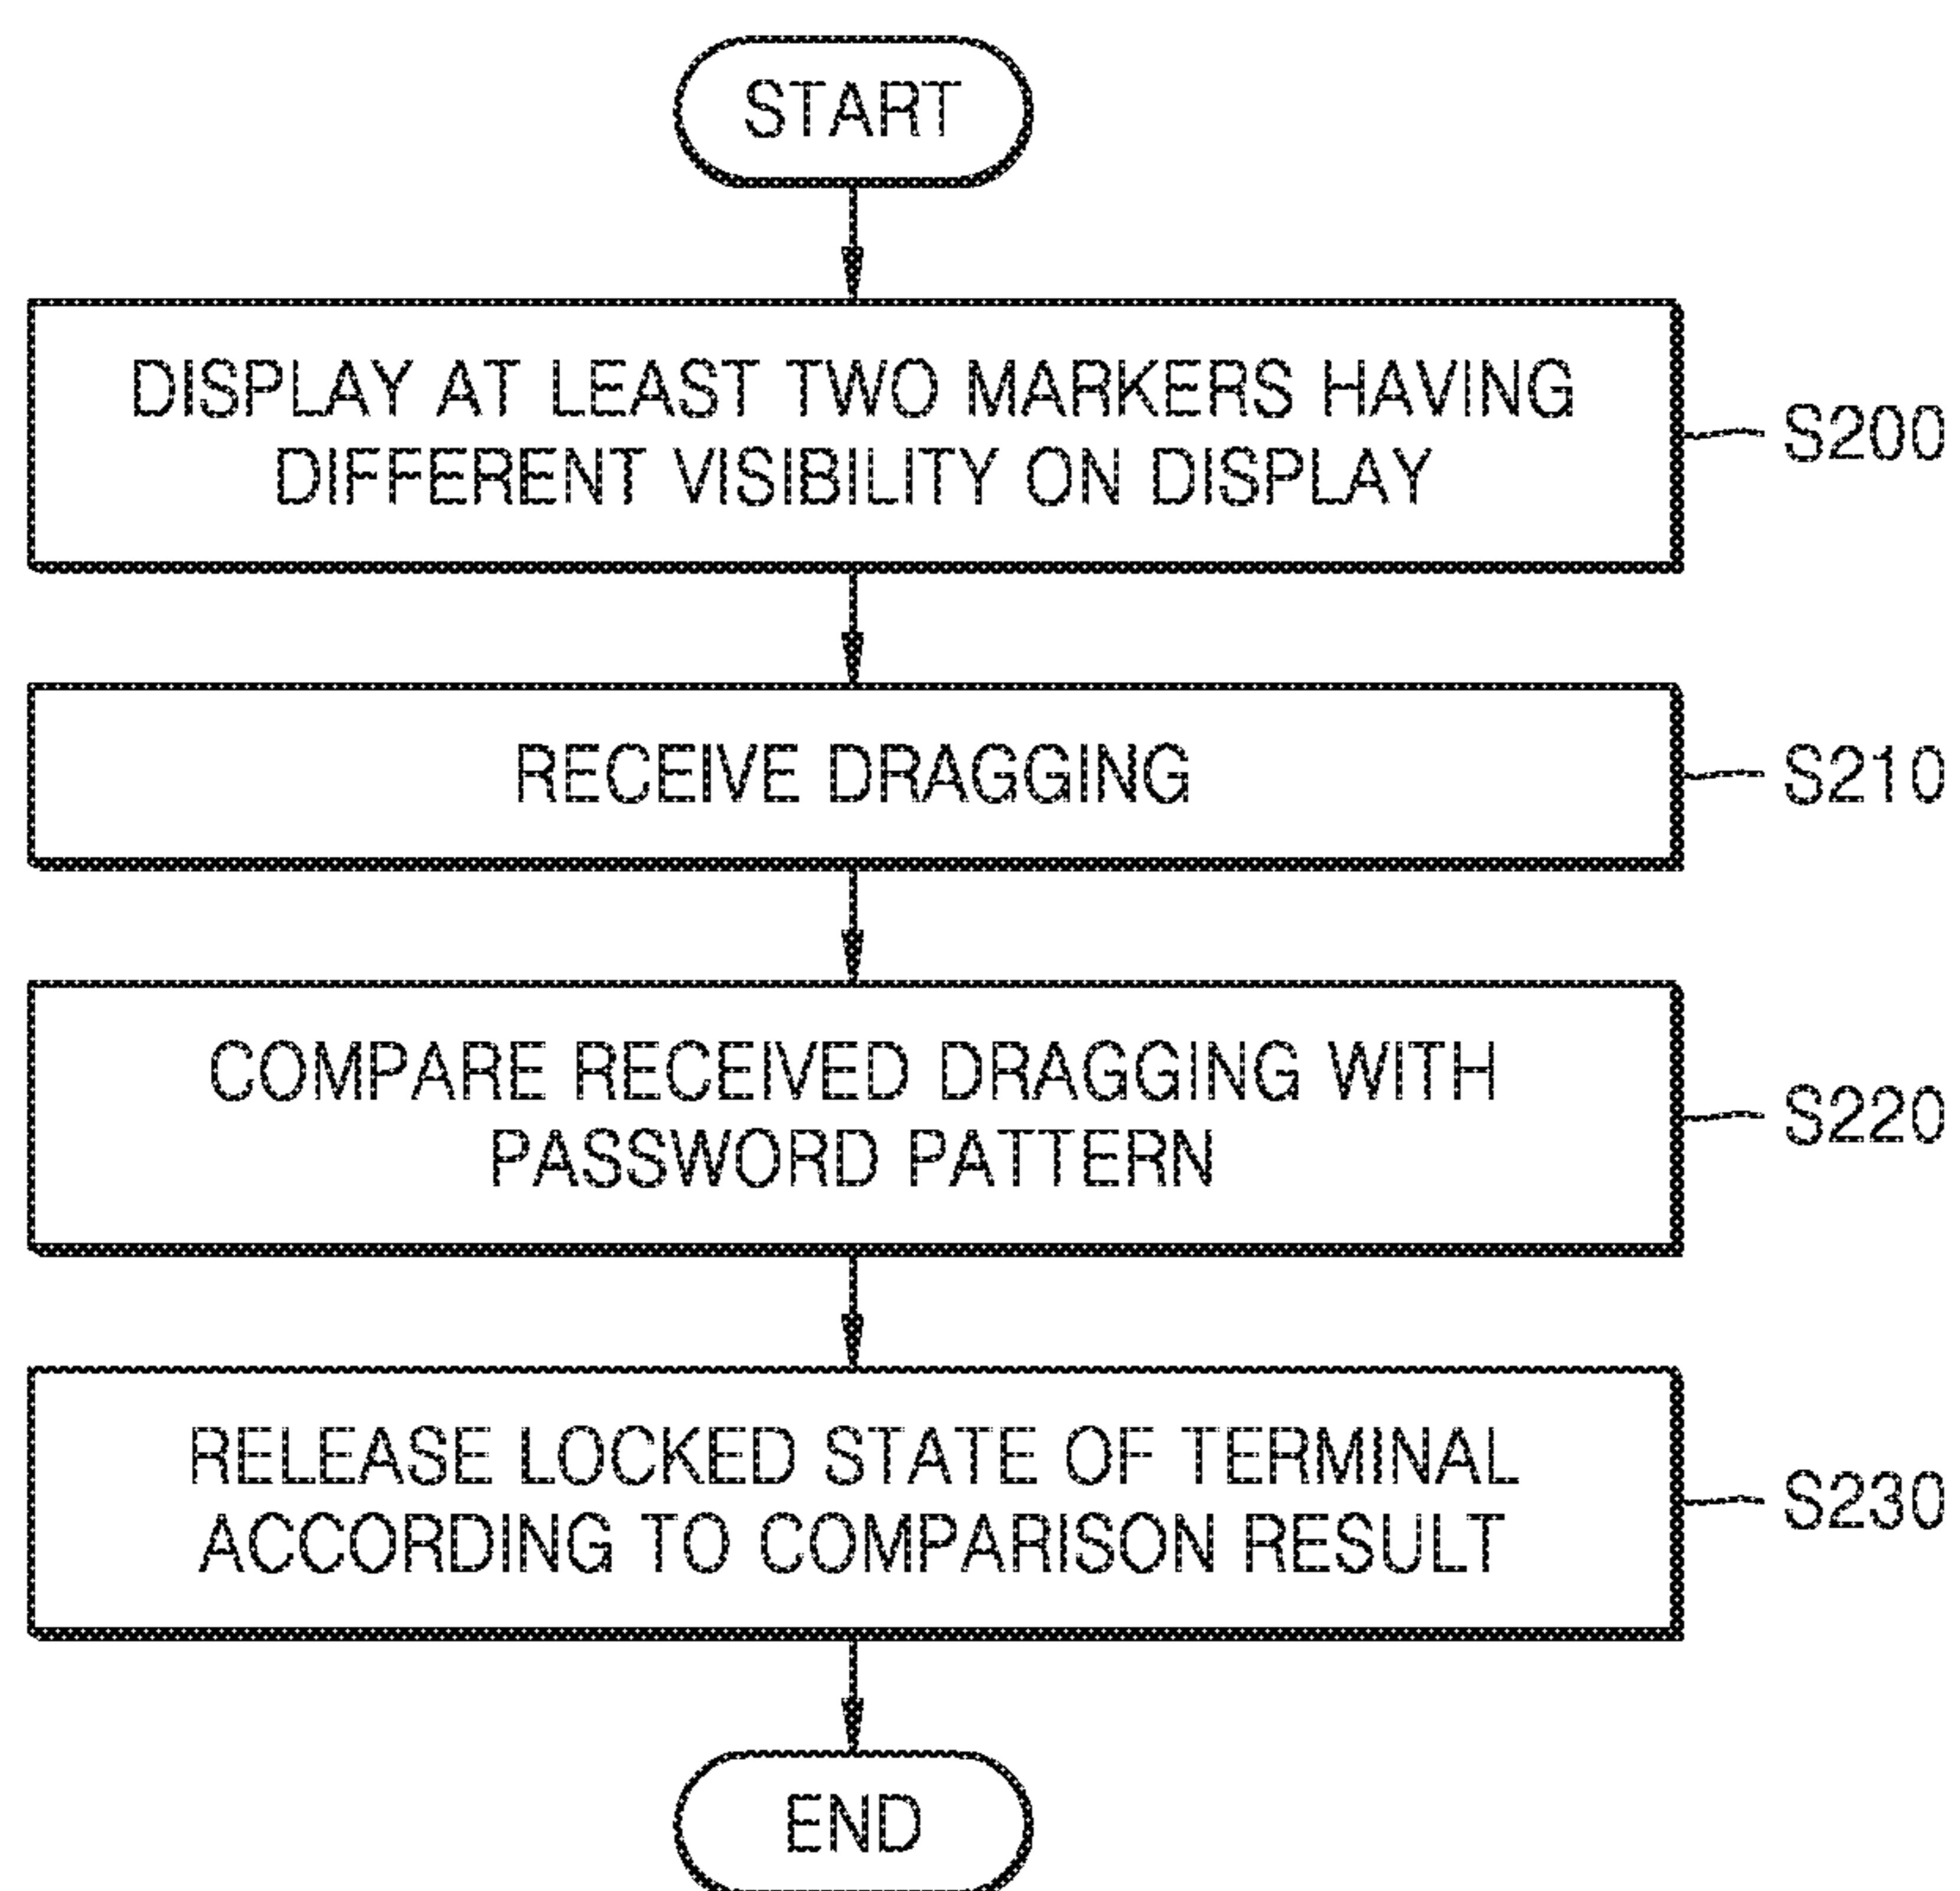 START
DISPLAY AT LEAST TWO MARKERS HAVING
DIFFERENT VISIBILITY ON DISPLAY
S200
RECEIVE DRAGGING
S210
COMPARE RECEIVED DRAGGING WITH
PASSWORD PATTERN
S220
RELEASE LOCKED STATE OF TERMINAL
ACCORDING TO COMPARISON RESULT
S230
END